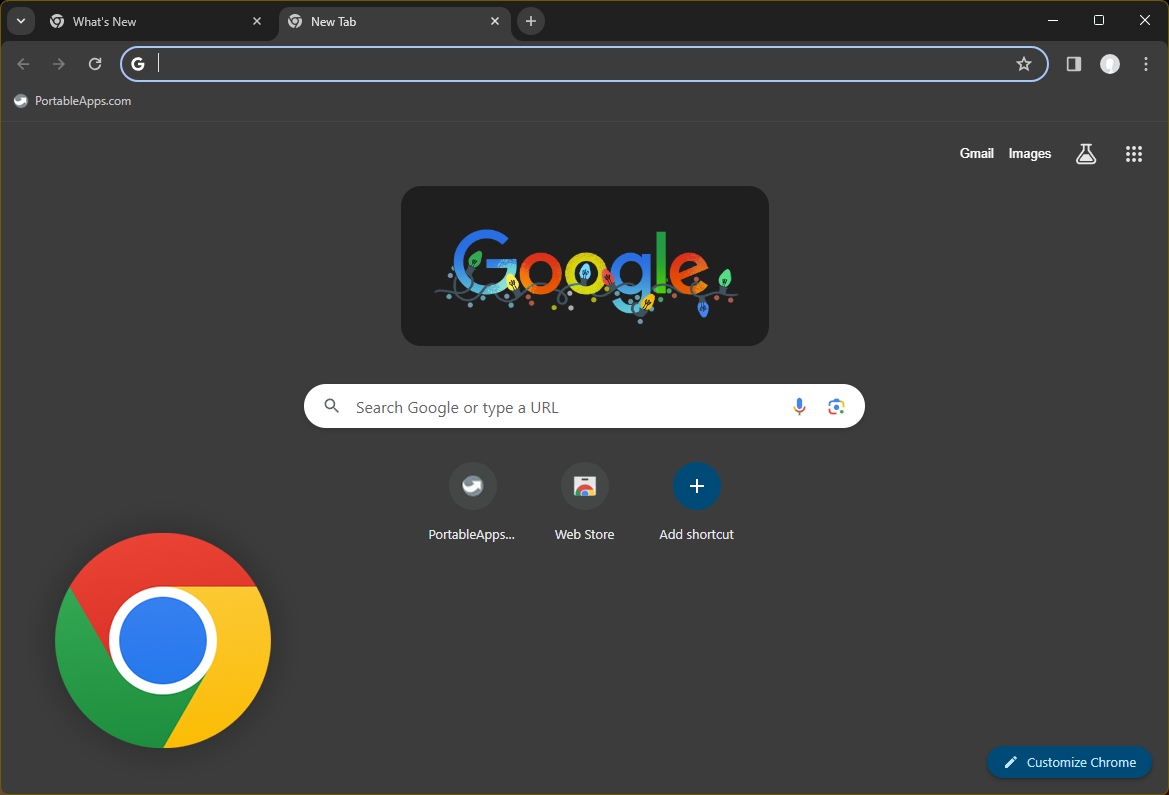 What's New
New Tab
G
PortableApps.com
Gmail
Images
Google
Search Google or type a URL
PortableApps...
Web Store
Add shortcut
Customize Chrome